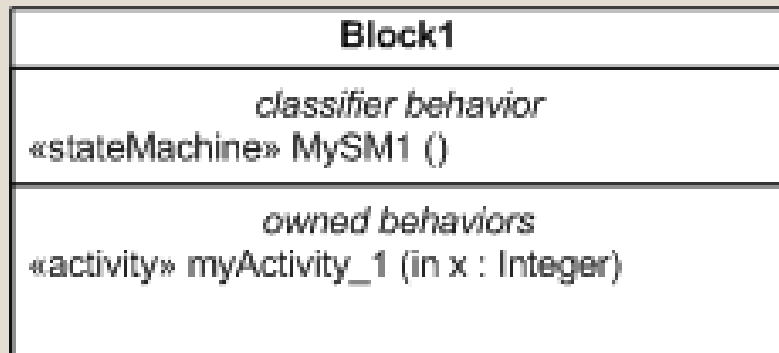 Block1
classifier behavior
«stateMachine» MySM1 ()
owned behaviors
«activity» myActivity_1 (in x : Integer)